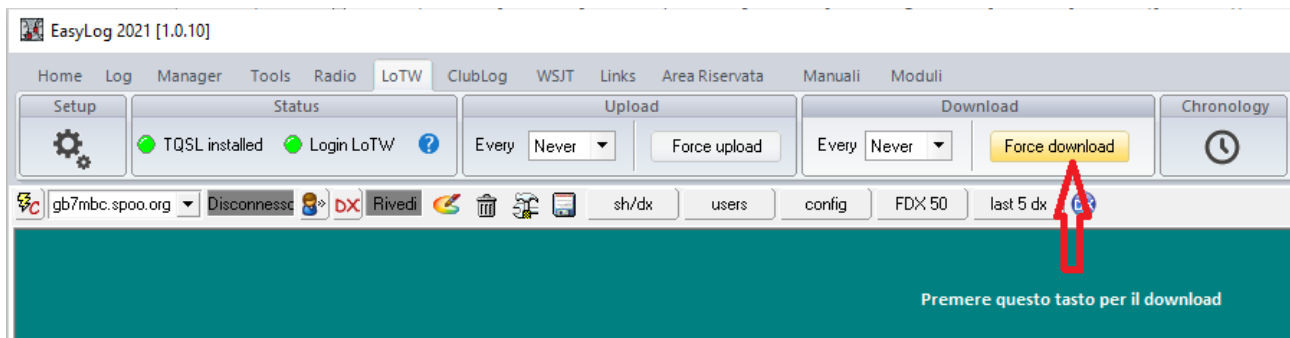 EasyLog 2021 [1.0.10]
Home Log Manager Tools Radio LoTW ClubLog WSJT Links Area Riservata Manuali Moduli
Setup Status Upload Download Chronology
TQSL installed Login LoTW ? Every Never Force upload Every Never Force download
C gb7mbc.spoo.org Disconnesso DX Rivedi sh/dx users config FDX 50 last 5 dx
Premere questo tasto per il download